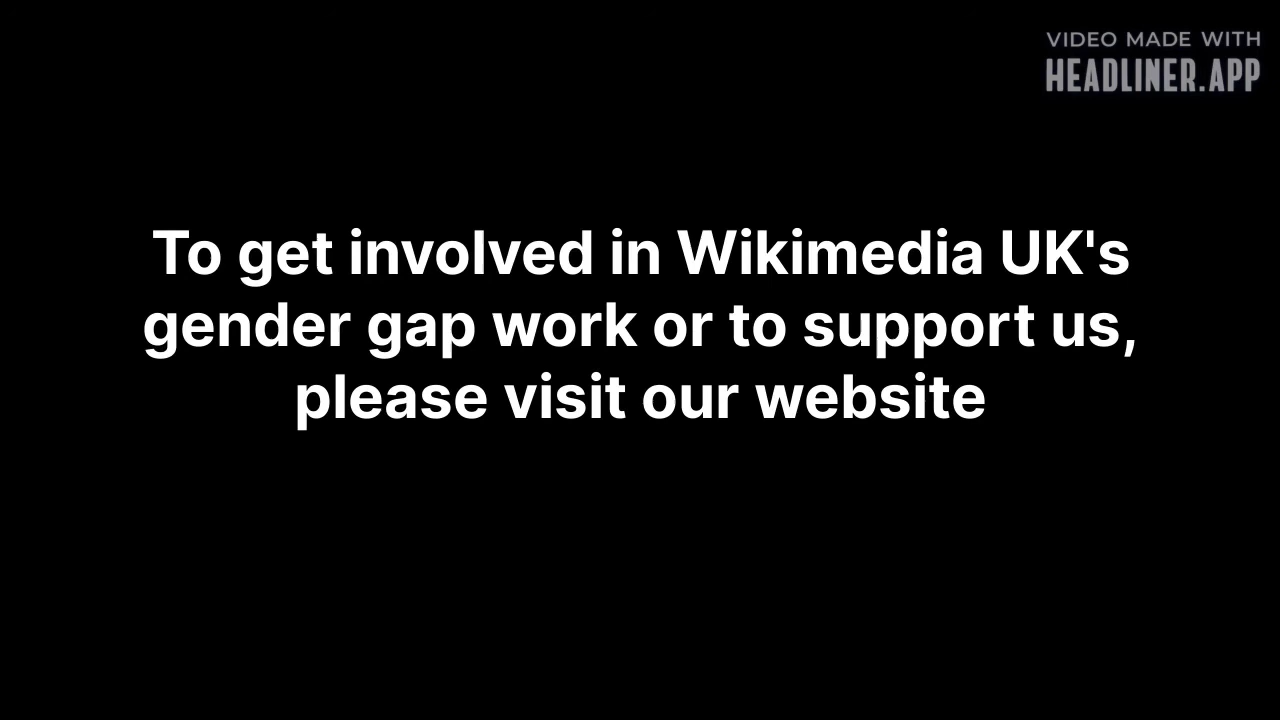 VIDEO MADE WITH
HEADLINER.APP
To get involved in Wikimedia UK's
gender gap work or to support us,
please visit our website